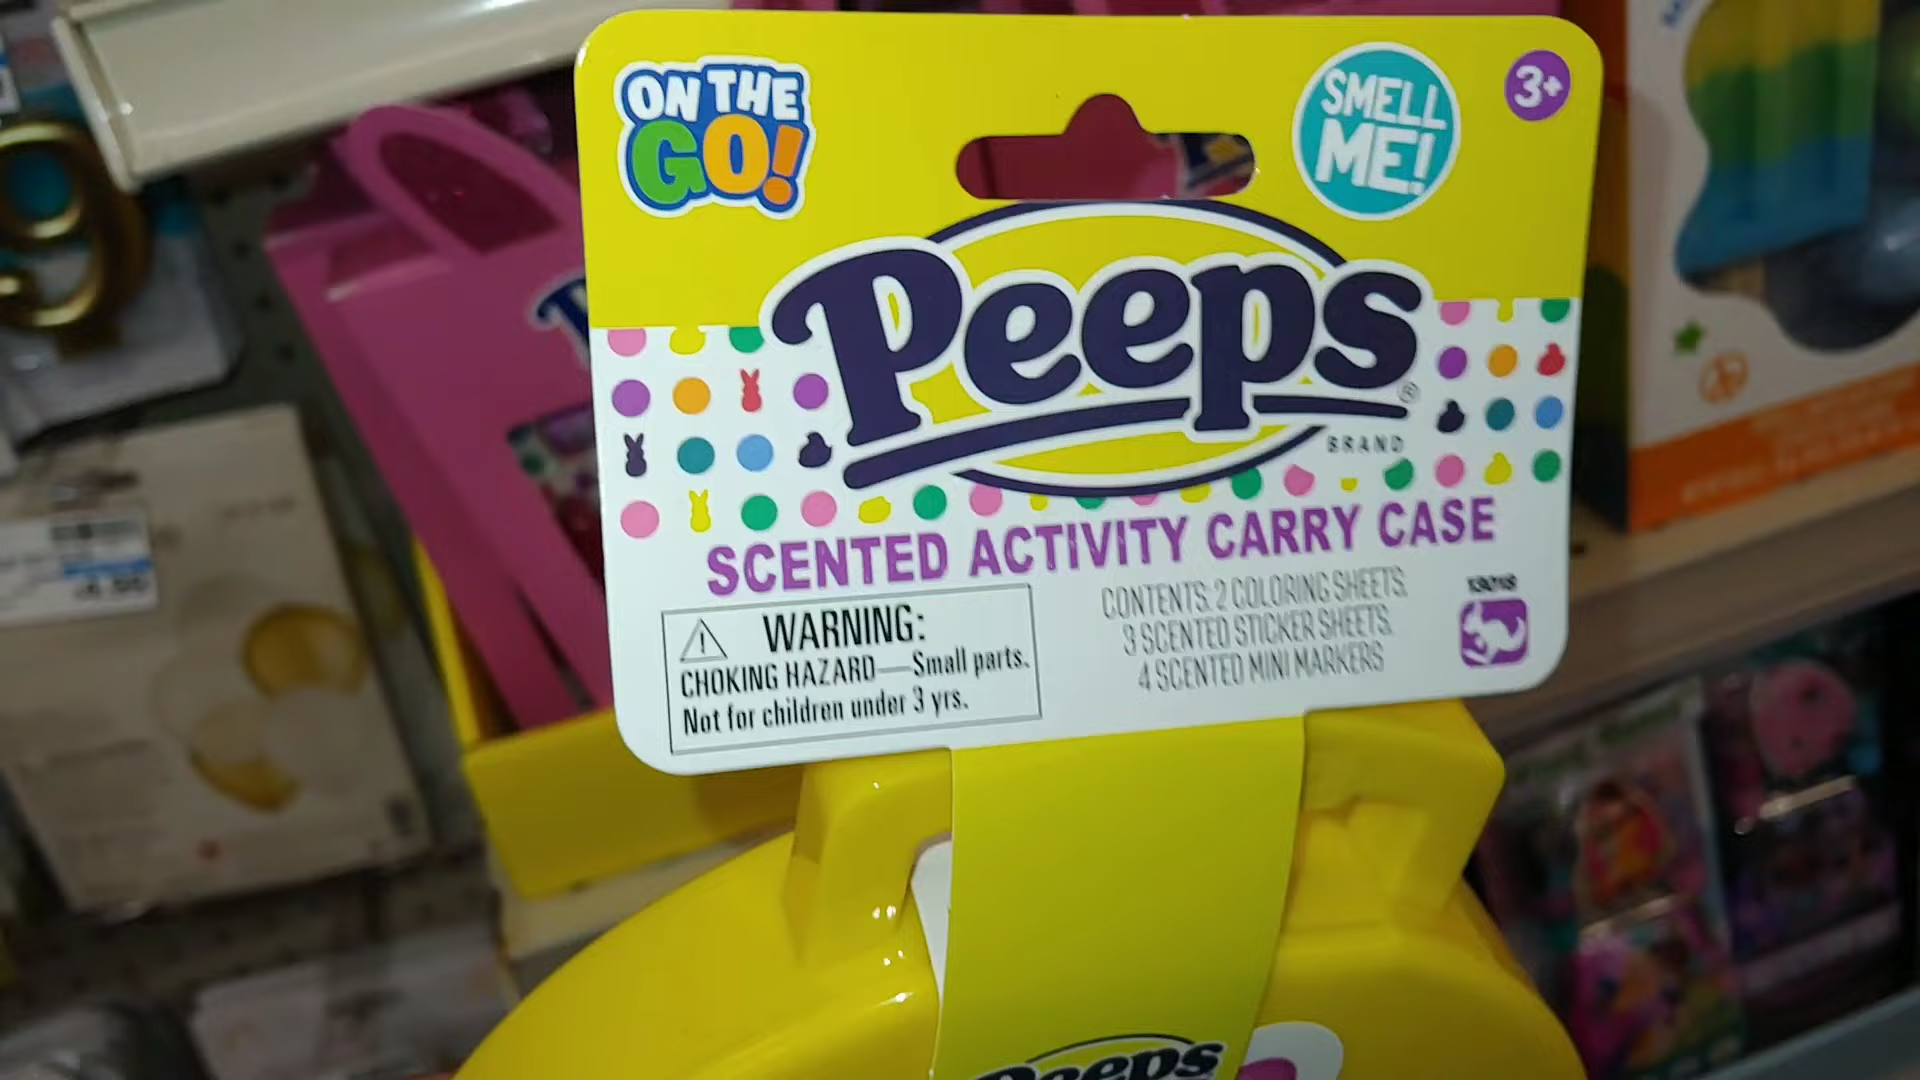 ON THE
GO!
SMELL
ME!
3+
Peeps®
BRAND
SCENTED ACTIVITY CARRY CASE
WARNING:
CHOKING HAZARD—Small parts.
Not for children under 3 yrs.
CONTENTS: 2 COLORING SHEETS,
3 SCENTED STICKER SHEETS,
4 SCENTED MINI MARKERS
Peeps
9